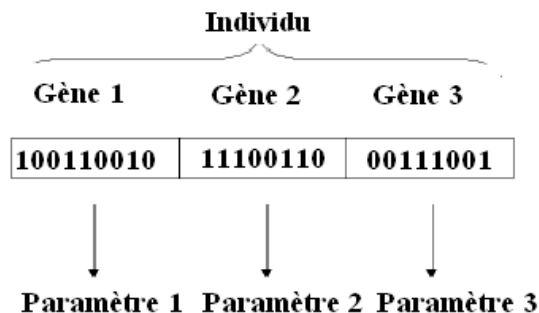 Individu
Gène 1 Gène 2 Gène 3
100110010 11100110 00111001
Paramètre 1 Paramètre 2 Paramètre 3